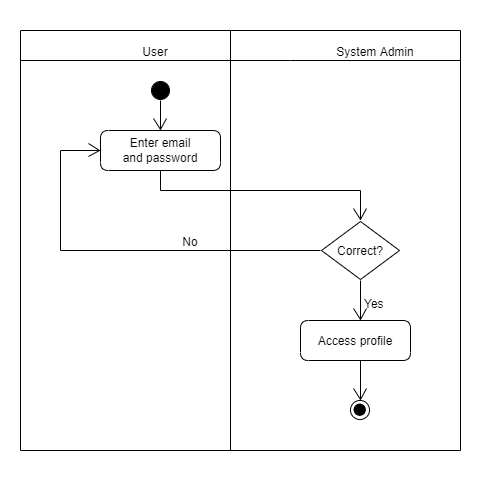 User
System Admin
Enter email
and password
No
Correct?
Yes
Access profile